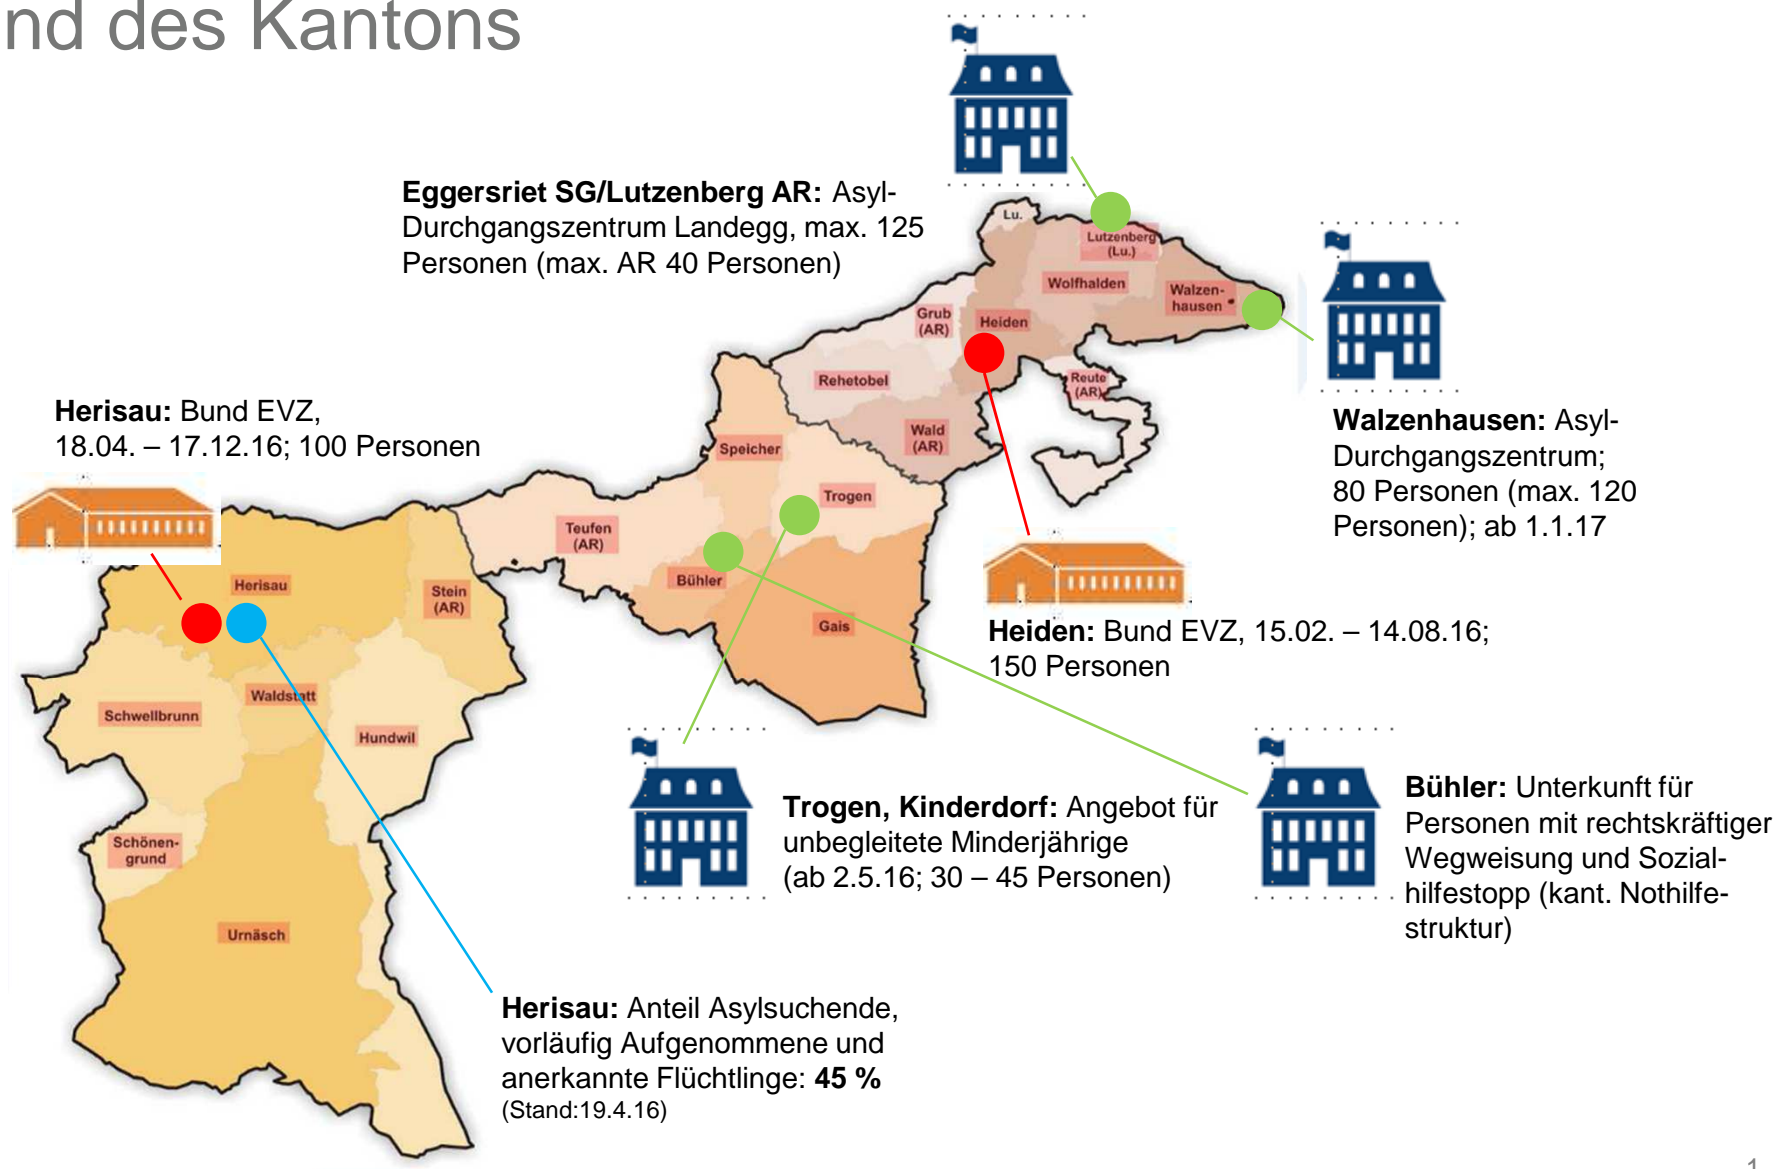 nd des Kantons
Eggersriet SG/Lutzenberg AR: Asyl-
Durchgangszentrum Landegg, max. 125
Personen (max. AR 40 Personen)
Lu.
Lutzenberg
(Lu.)
Wolfhalden
Walzen-
hausen
Grub
(AR)
Heiden
Rehetobel
Reute
(AR)
Wald
(AR)
Speicher
Trogen
Teufen
(AR)
Bühler
Gais
Herisau: Bund EVZ,
18.04. – 17.12.16; 100 Personen
Walzenhausen: Asyl-
Durchgangszentrum;
80 Personen (max. 120
Personen); ab 1.1.17
Herisau
Stein
(AR)
Waldstatt
Schwellbrunn
Hundwil
Schönen-
grund
Urnäsch
Heiden: Bund EVZ, 15.02. – 14.08.16;
150 Personen
Trogen, Kinderdorf: Angebot für
unbegleitete Minderjährige
(ab 2.5.16; 30 – 45 Personen)
Bühler: Unterkunft für
Personen mit rechtskräftiger
Wegweisung und Sozial-
hilfestopp (kant. Nothilfe-
struktur)
Herisau: Anteil Asylsuchende,
vorläufig Aufgenommene und
anerkannte Flüchtlinge: 45 %
(Stand:19.4.16)
1